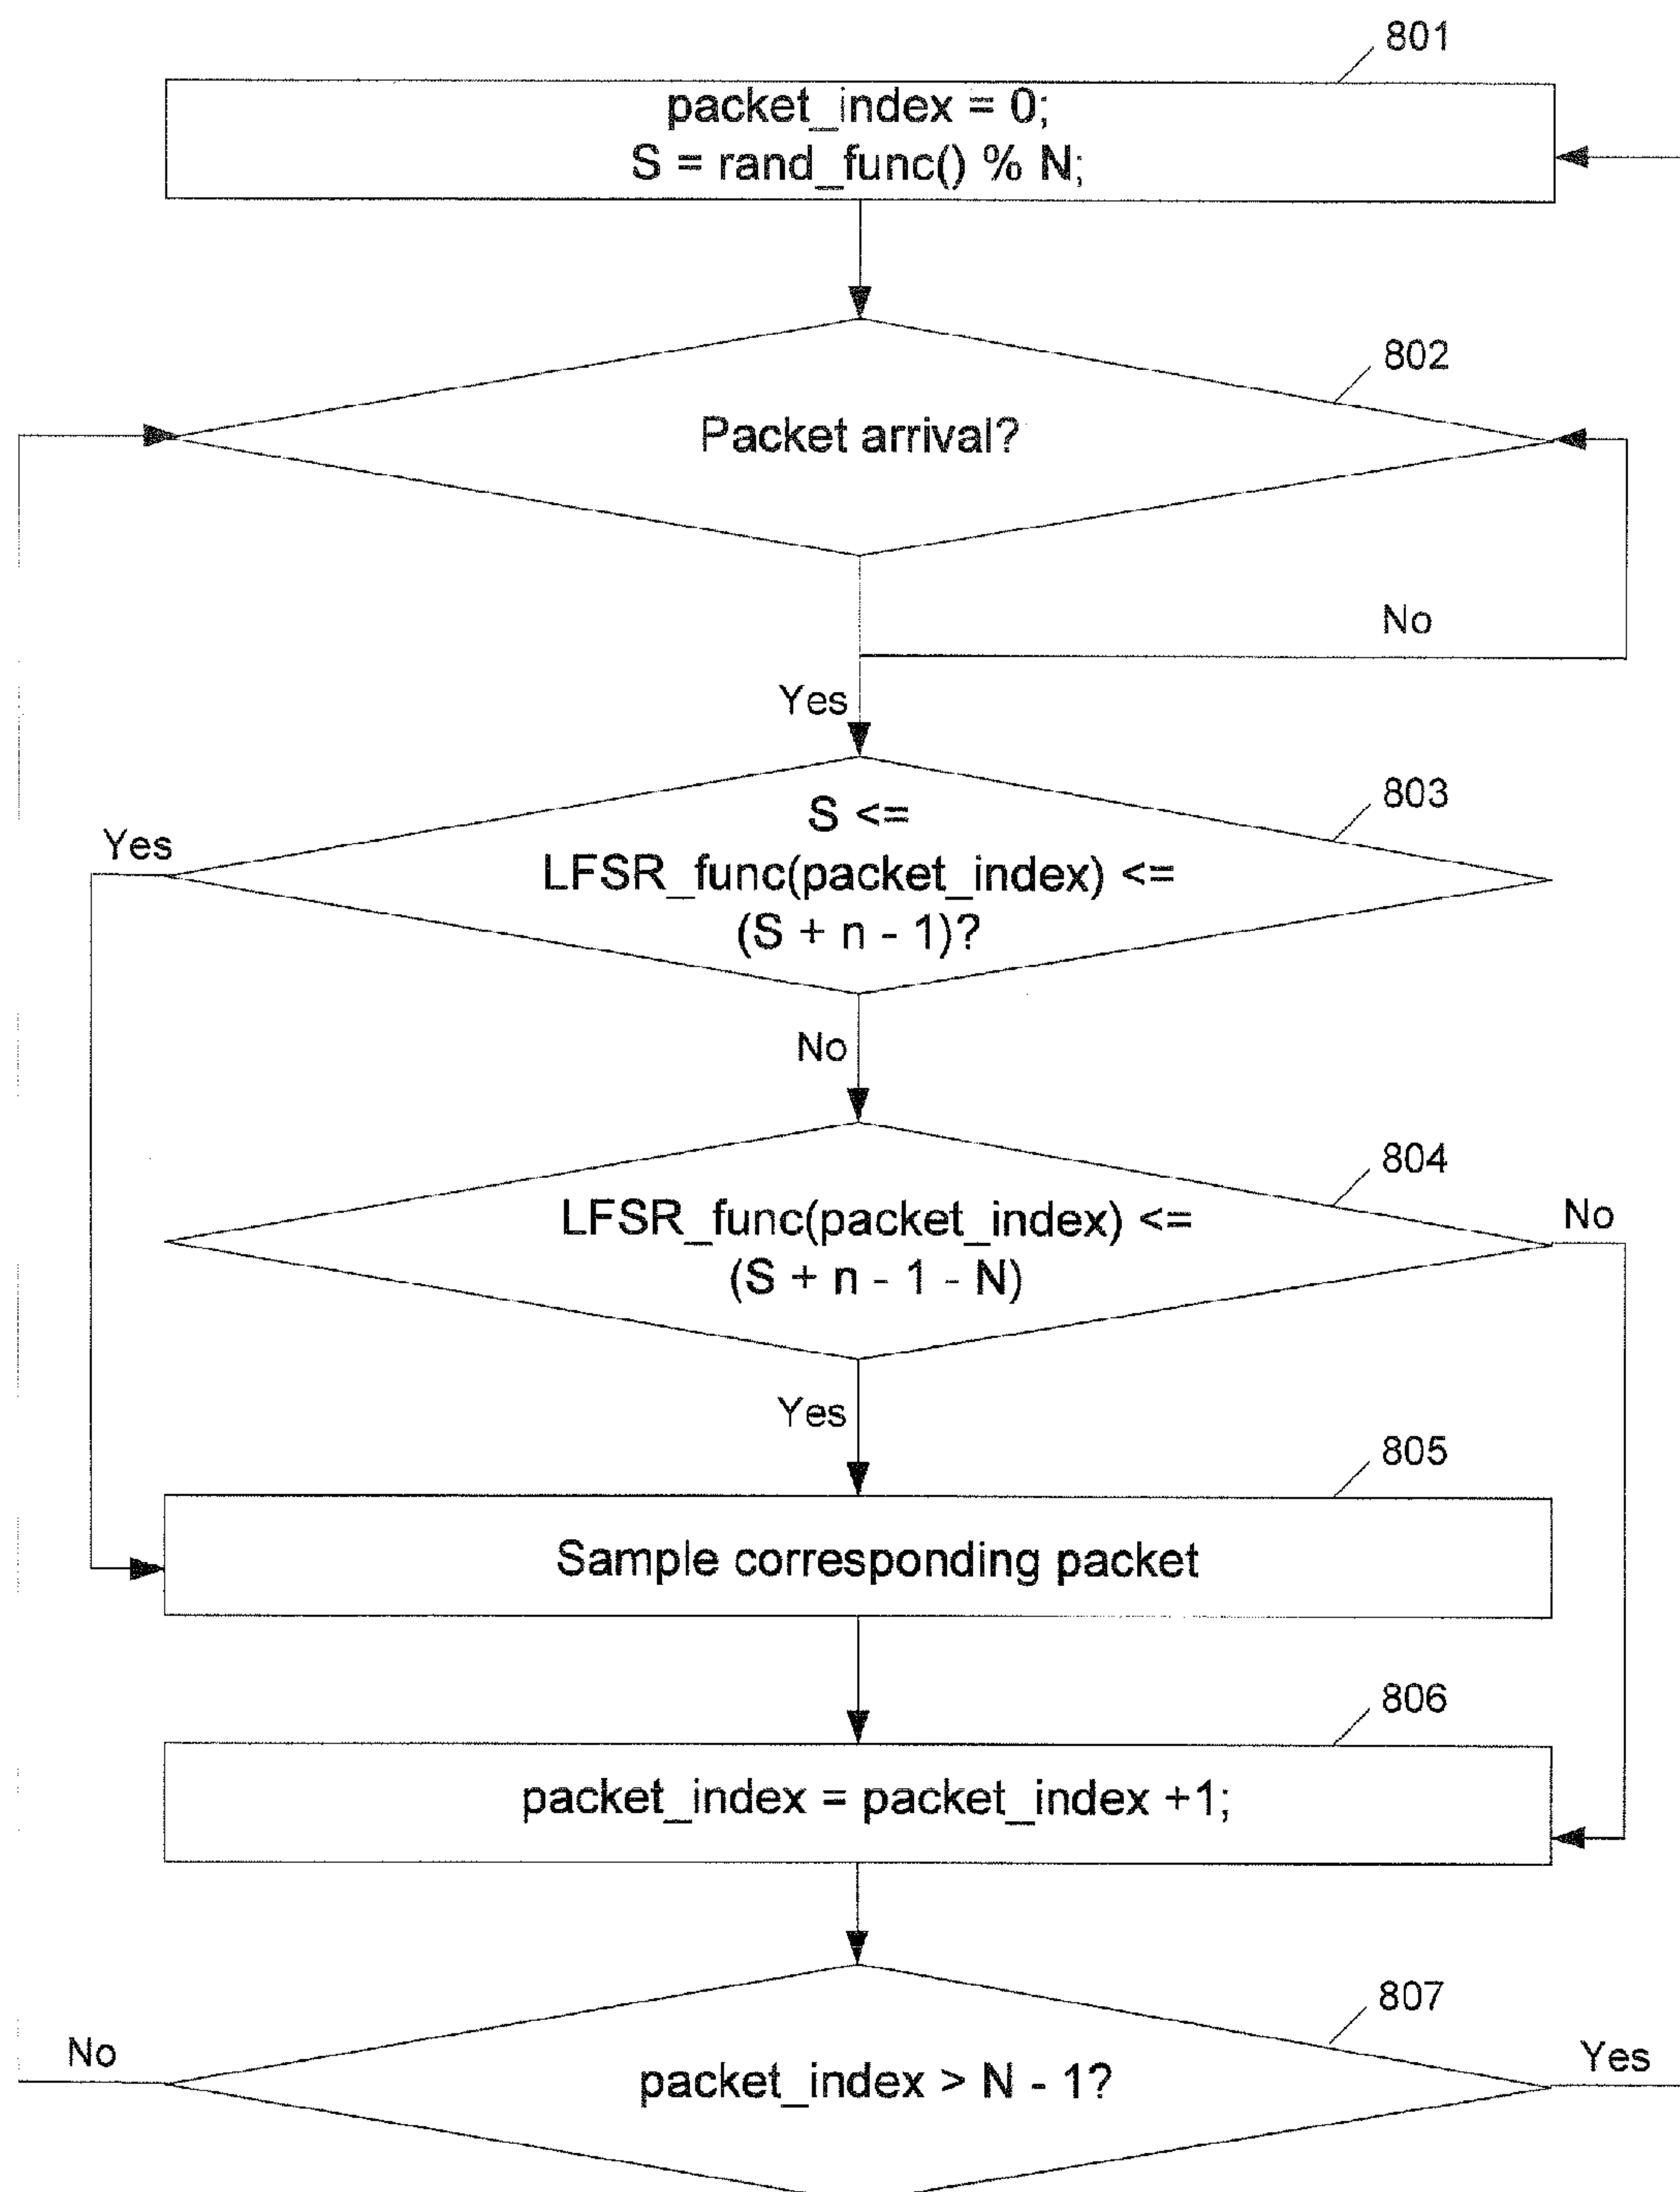 801
packet_index = 0;
S = rand_func() % N;
802
Packet arrival?
No
Yes
803
Yes
S <=
LFSR_func(packet_index) <=
(S + n - 1)?
No
804
LFSR_func(packet_index) <=
(S + n - 1 - N)
No
Yes
805
Sample corresponding packet
806
packet_index = packet_index +1;
807
No
packet_index > N - 1?
Yes